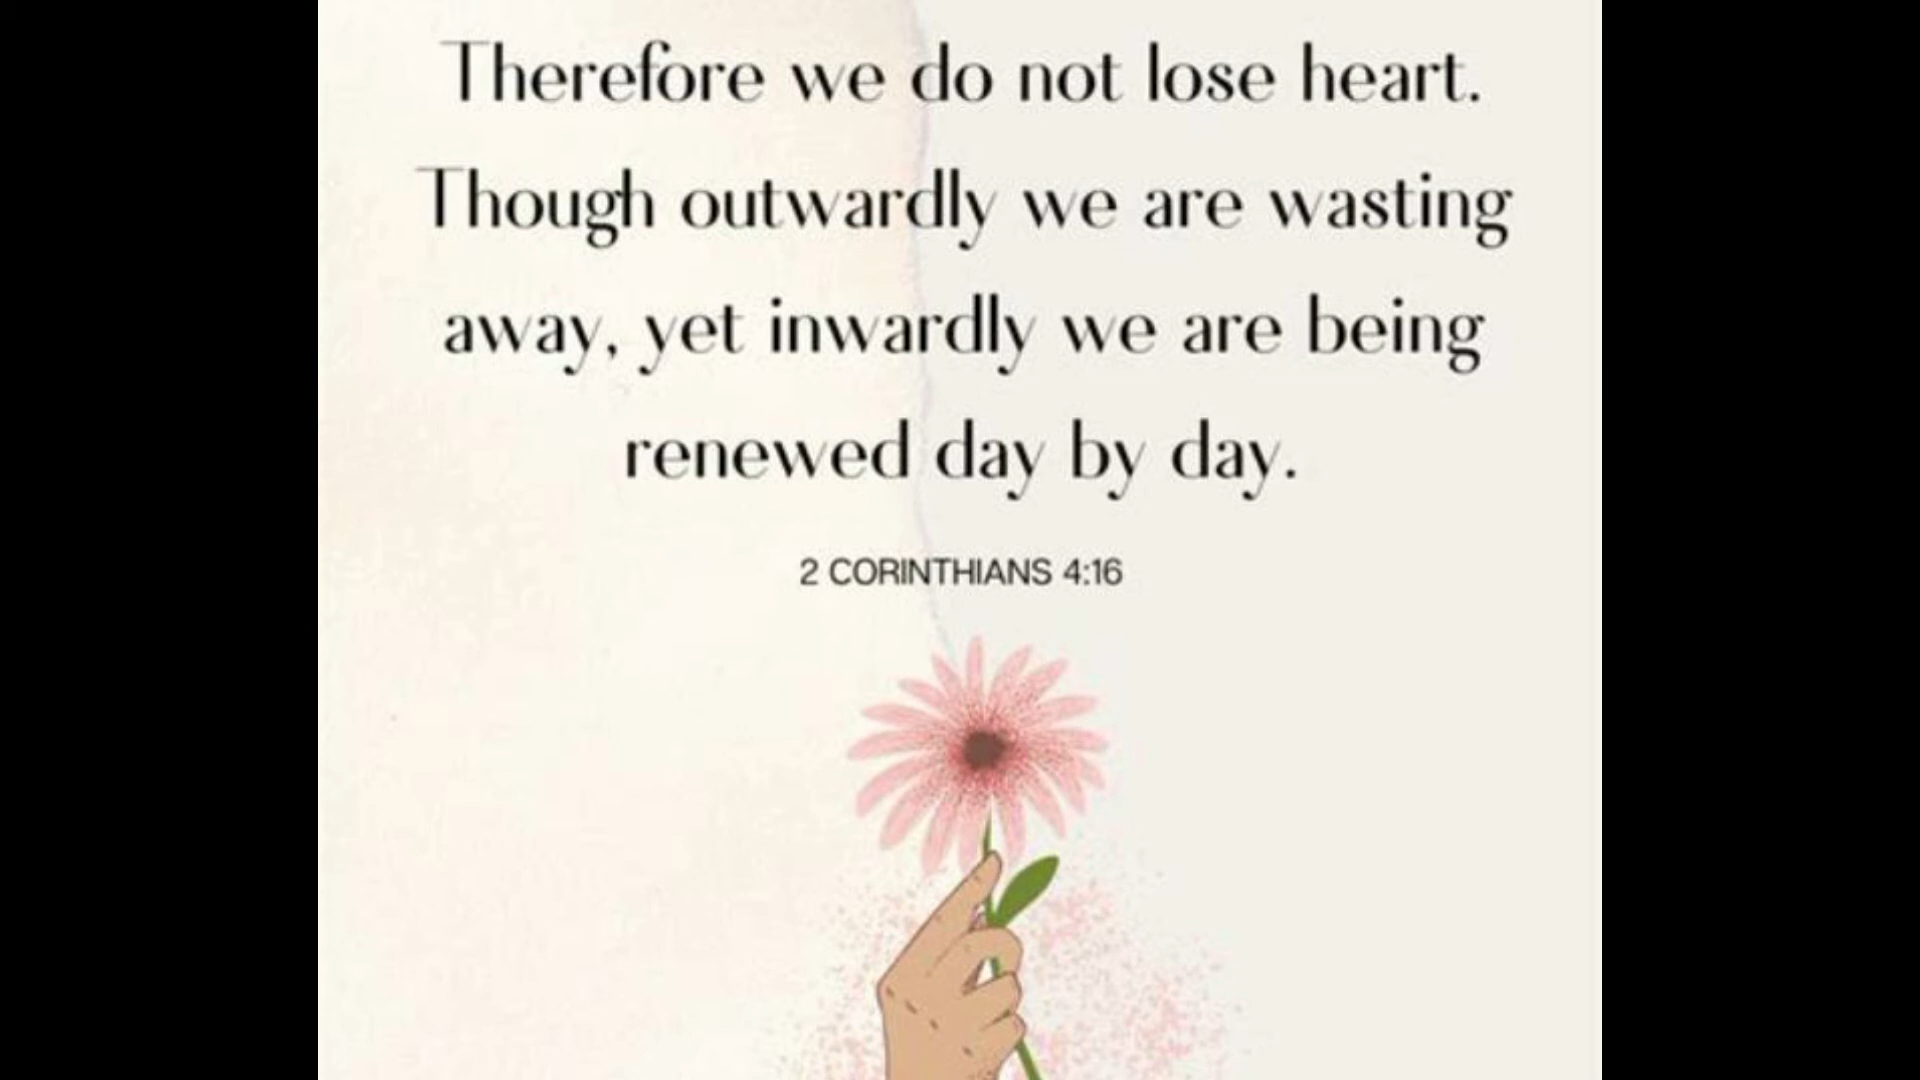 Therefore we do not lose heart.
Though outwardly we are wasting
away, yet inwardly we are being
renewed day by day.
2 CORINTHIANS 4:16